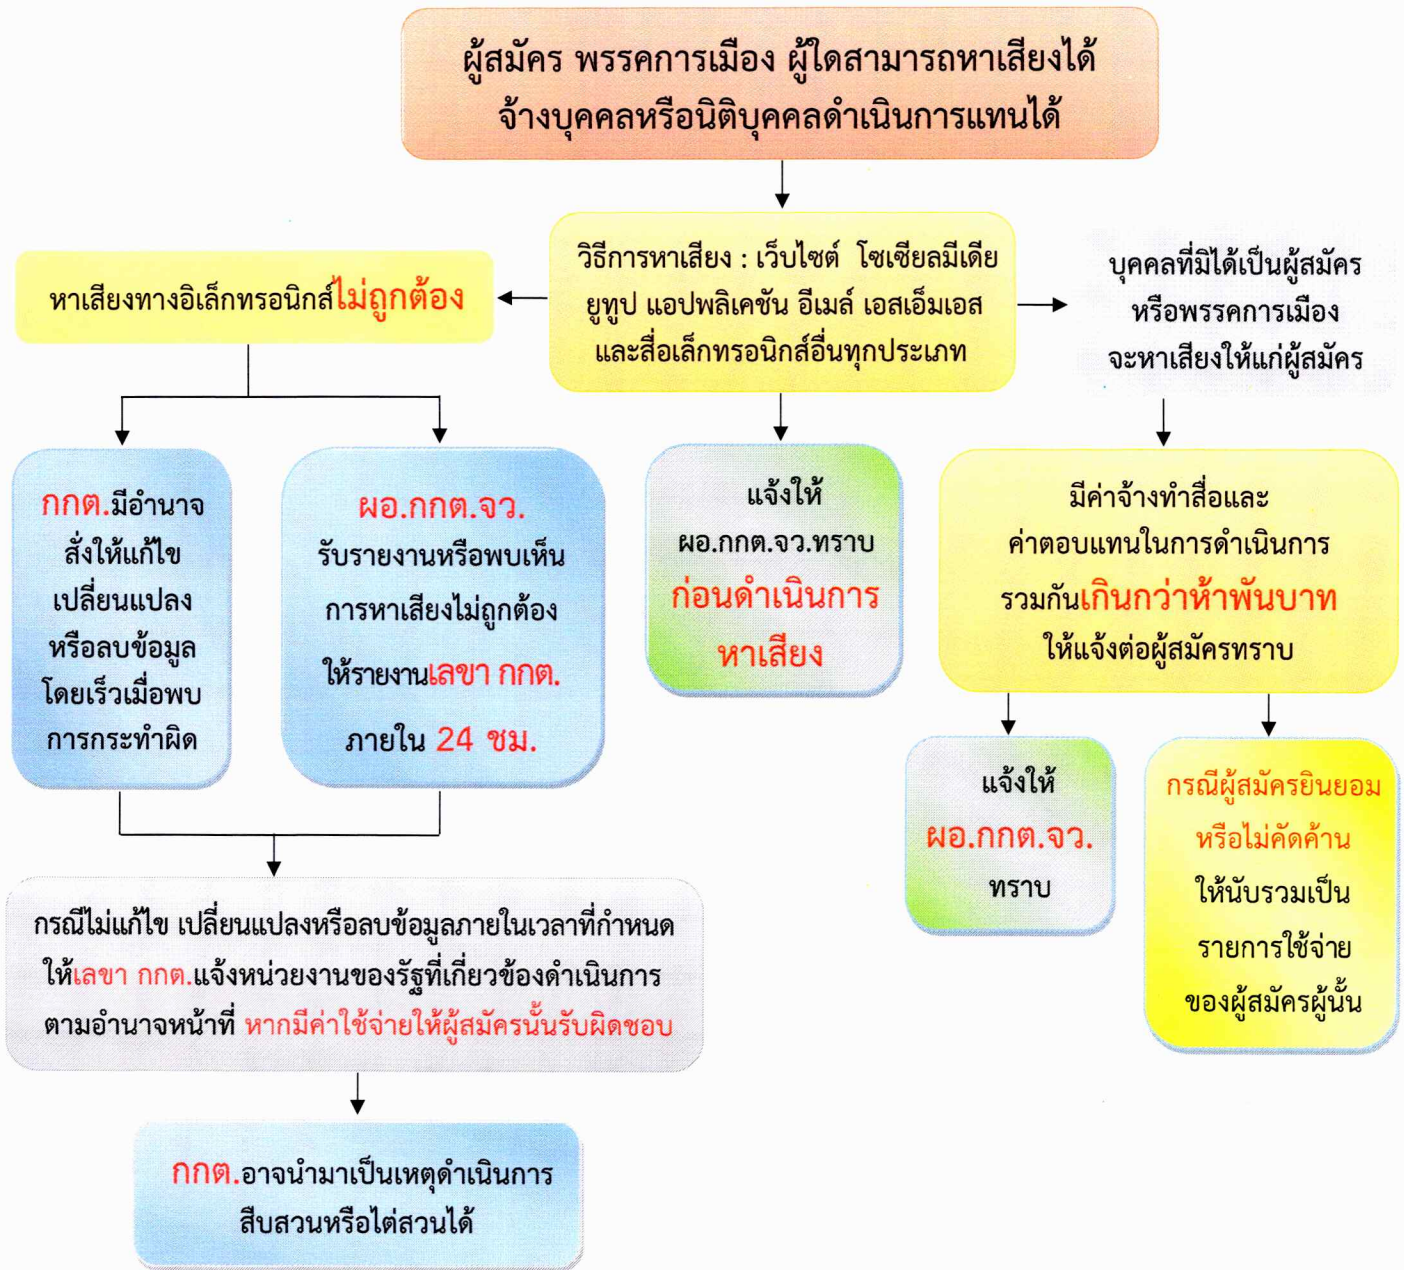 ผู้สมัคร พรรคการเมือง ผู้ใดสามารถหาเสียงได้
จ้างบุคคลหรือนิติบุคคลดำเนินการแทนได้
วิธีการหาเสียง : เว็บไซต์ โซเซียลมีเดีย
ยูทูป แอปพลิเคชัน อีเมล์ เอสเอ็มเอส
และสื่อเล็กทรอนิกส์อื่นทุกประเภท
หาเสียงทางอิเล็กทรอนิกส์ไม่ถูกต้อง
บุคคลที่มิได้เป็นผู้สมัคร
หรือพรรคการเมือง
จะหาเสียงให้แก่ผู้สมัคร
กกต.มีอำนาจ
สั่งให้แก้ไข
เปลี่ยนแปลง
หรือลบข้อมูล
โดยเร็วเมื่อพบ
การกระทำผิด
ผอ.กกต.จว.
รับรายงานหรือพบเห็น
การหาเสียงไม่ถูกต้อง
ให้รายงานเลขา กกต.
ภายใน 24 ชม.
แจ้งให้
ผอ.กกต.จว.ทราบ
ก่อนดำเนินการ
หาเสียง
มีค่าจ้างทำสื่อและ
ค่าตอบแทนในการดำเนินการ
รวมกันเกินกว่าห้าพันบาท
ให้แจ้งต่อผู้สมัครทราบ
แจ้งให้
ผอ.กกต.จว.
ทราบ
กรณีผู้สมัครยินยอม
หรือไม่คัดค้าน
ให้นับรวมเป็น
รายการใช้จ่าย
ของผู้สมัครผู้นั้น
กรณีไม่แก้ไข เปลี่ยนแปลงหรือลบข้อมูลภายในเวลาที่กำหนด
ให้เลขา กกต.แจ้งหน่วยงานของรัฐที่เกี่ยวข้องดำเนินการ
ตามอำนาจหน้าที่ หากมีค่าใช้จ่ายให้ผู้สมัครนั้นรับผิดชอบ
กกต.อาจนำมาเป็นเหตุดำเนินการ
สืบสวนหรือไต่สวนได้